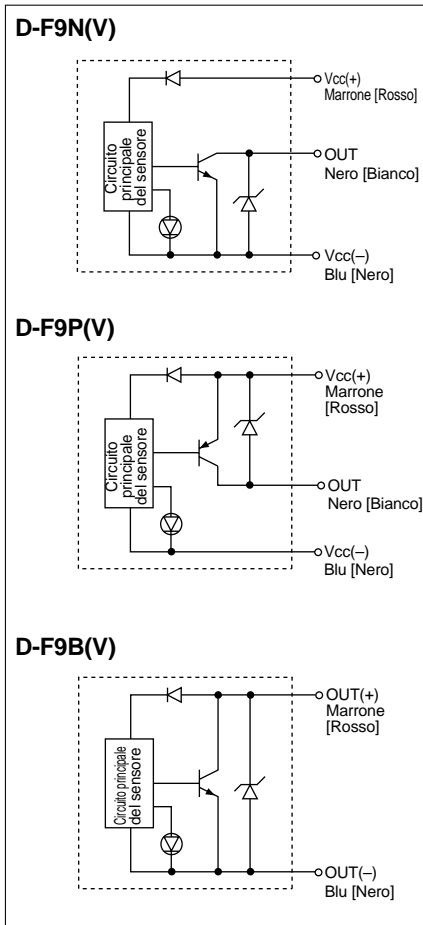 D-F9N(V)
Vcc(+)
Marrone [Rosso]
Circuito
principale
del sensore
OUT
Nero [Bianco]
Vcc(–)
Blu [Nero]
D-F9P(V)
Vcc(+)
Marrone
[Rosso]
Circuito
principale
del sensore
OUT
Nero [Bianco]
Vcc(–)
Blu [Nero]
D-F9B(V)
OUT(+)
Marrone
[Rosso]
Circuito principale
del sensore
OUT(–)
Blu [Nero]